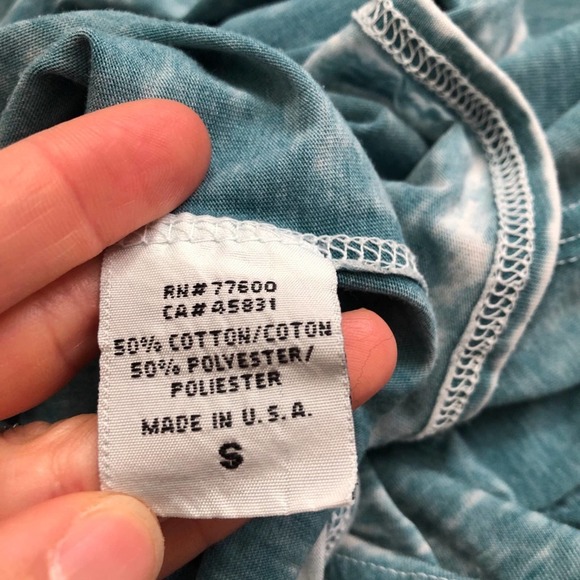 RN#77600
CA#45831
50% COTTON/COTON
50% POLYESTER/
POLIESTER
MADE IN U.S.A.
S